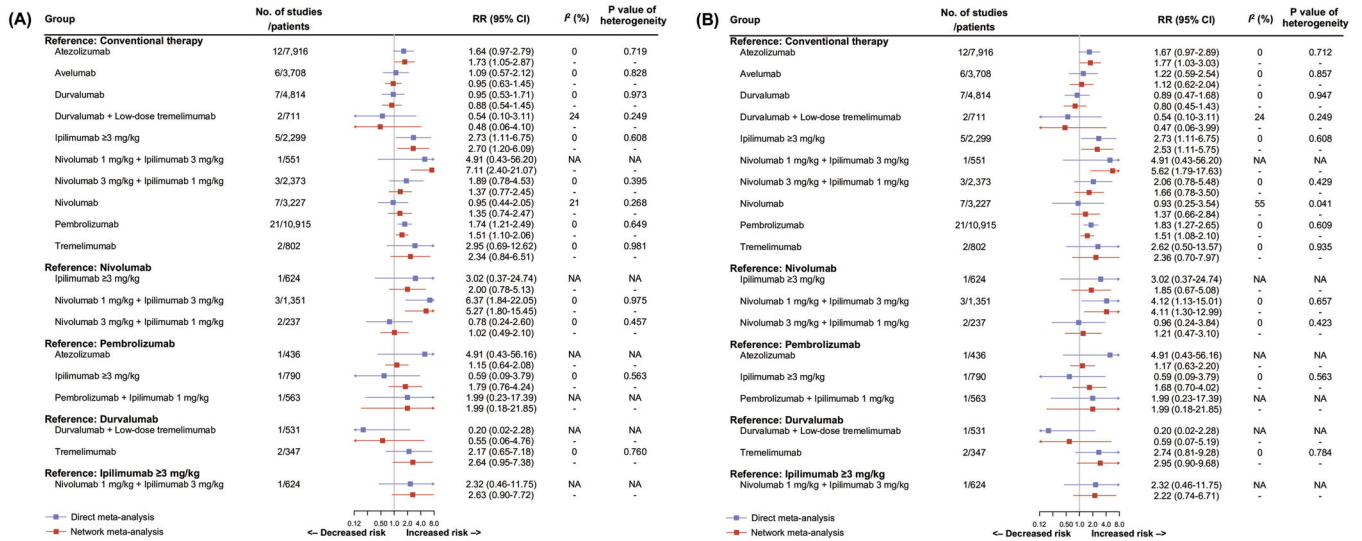 (A)
Group No. of studies /patients RR (95% CI) I² (%) P value of heterogeneity
Reference: Conventional therapy
Atezolizumab 12/7,916 1.64 (0.97-2.79) 0 0.719
1.73 (1.05-2.87) - -
Avelumab 6/3,708 1.09 (0.57-2.12) 0 0.828
0.95 (0.63-1.45) - -
Durvalumab 7/4,814 0.95 (0.53-1.71) 0 0.973
0.88 (0.54-1.45) - -
Durvalumab + Low-dose tremelimumab 2/711 0.54 (0.10-3.11) 24 0.249
0.48 (0.06-4.10) - -
Ipilimumab ≥3 mg/kg 5/2,299 2.73 (1.11-6.75) 0 0.608
2.70 (1.20-6.09) - -
Nivolumab 1 mg/kg + Ipilimumab 3 mg/kg 1/551 4.91 (0.43-56.20) NA NA
7.11 (2.40-21.07) - -
Nivolumab 3 mg/kg + Ipilimumab 1 mg/kg 3/2,373 1.89 (0.78-4.53) 0 0.395
1.37 (0.77-2.45) - -
Nivolumab 7/3,227 0.95 (0.44-2.05) 21 0.268
1.35 (0.74-2.47) - -
Pembrolizumab 21/10,915 1.74 (1.21-2.49) 0 0.649
1.51 (1.10-2.06) - -
Tremelimumab 2/802 2.95 (0.69-12.62) 0 0.981
2.34 (0.84-6.51) - -
Reference: Nivolumab
Ipilimumab ≥3 mg/kg 1/624 3.02 (0.37-24.74) NA NA
2.00 (0.78-5.13) - -
Nivolumab 1 mg/kg + Ipilimumab 3 mg/kg 3/1,351 6.37 (1.84-22.05) 0 0.975
5.27 (1.80-15.45) - -
Nivolumab 3 mg/kg + Ipilimumab 1 mg/kg 2/237 0.78 (0.24-2.60) 0 0.457
1.02 (0.49-2.10) - -
Reference: Pembrolizumab
Atezolizumab 1/436 4.91 (0.43-56.16) NA NA
1.15 (0.64-2.08) - -
Ipilimumab ≥3 mg/kg 1/790 0.59 (0.09-3.79) 0 0.563
1.79 (0.76-4.24) - -
Pembrolizumab + Ipilimumab 1 mg/kg 1/563 1.99 (0.23-17.39) NA NA
1.99 (0.18-21.85) - -
Reference: Durvalumab
Durvalumab + Low-dose tremelimumab 1/531 0.20 (0.02-2.28) NA NA
0.55 (0.06-4.76) - -
Tremelimumab 2/347 2.17 (0.65-7.18) 0 0.760
2.64 (0.95-7.38) - -
Reference: Ipilimumab ≥3 mg/kg
Nivolumab 1 mg/kg + Ipilimumab 3 mg/kg 1/624 2.32 (0.46-11.75) NA NA
2.63 (0.90-7.72) - -
0.12 0.50 1.0 2.0 4.0 8.0
Direct meta-analysis
Network meta-analysis
<– Decreased risk Increased risk –>
(B)
Group No. of studies /patients RR (95% CI) I² (%) P value of heterogeneity
Reference: Conventional therapy
Atezolizumab 12/7,916 1.67 (0.97-2.89) 0 0.712
1.77 (1.03-3.03) - -
Avelumab 6/3,708 1.22 (0.59-2.54) 0 0.857
1.12 (0.62-2.04) - -
Durvalumab 7/4,814 0.89 (0.47-1.68) 0 0.947
0.80 (0.45-1.43) - -
Durvalumab + Low-dose tremelimumab 2/711 0.54 (0.10-3.11) 24 0.249
0.47 (0.06-3.99) - -
Ipilimumab ≥3 mg/kg 5/2,299 2.73 (1.11-6.75) 0 0.608
2.53 (1.11-5.75) - -
Nivolumab 1 mg/kg + Ipilimumab 3 mg/kg 1/551 4.91 (0.43-56.20) NA NA
5.62 (1.79-17.63) - -
Nivolumab 3 mg/kg + Ipilimumab 1 mg/kg 3/2,373 2.06 (0.78-5.48) 0 0.429
1.66 (0.78-3.50) - -
Nivolumab 7/3,227 0.93 (0.25-3.54) 55 0.041
1.37 (0.66-2.84) - -
Pembrolizumab 21/10,915 1.83 (1.27-2.65) 0 0.609
1.51 (1.08-2.10) - -
Tremelimumab 2/802 2.62 (0.50-13.57) 0 0.935
2.36 (0.70-7.97) - -
Reference: Nivolumab
Ipilimumab ≥3 mg/kg 1/624 3.02 (0.37-24.74) NA NA
1.85 (0.67-5.08) - -
Nivolumab 1 mg/kg + Ipilimumab 3 mg/kg 3/1,351 4.12 (1.13-15.01) 0 0.657
4.11 (1.30-12.99) - -
Nivolumab 3 mg/kg + Ipilimumab 1 mg/kg 2/237 0.96 (0.24-3.84) 0 0.423
1.21 (0.47-3.10) - -
Reference: Pembrolizumab
Atezolizumab 1/436 4.91 (0.43-56.16) NA NA
1.17 (0.63-2.20) - -
Ipilimumab ≥3 mg/kg 1/790 0.59 (0.09-3.79) 0 0.563
1.68 (0.70-4.02) - -
Pembrolizumab + Ipilimumab 1 mg/kg 1/563 1.99 (0.23-17.39) NA NA
1.99 (0.18-21.85) - -
Reference: Durvalumab
Durvalumab + Low-dose tremelimumab 1/531 0.20 (0.02-2.28) NA NA
0.59 (0.07-5.19) - -
Tremelimumab 2/347 2.74 (0.81-9.28) 0 0.784
2.95 (0.90-9.68) - -
Reference: Ipilimumab ≥3 mg/kg
Nivolumab 1 mg/kg + Ipilimumab 3 mg/kg 1/624 2.32 (0.46-11.75) NA NA
2.22 (0.74-6.71) - -
0.12 0.50 1.0 2.0 4.0 8.0
Direct meta-analysis
Network meta-analysis
<– Decreased risk Increased risk –>